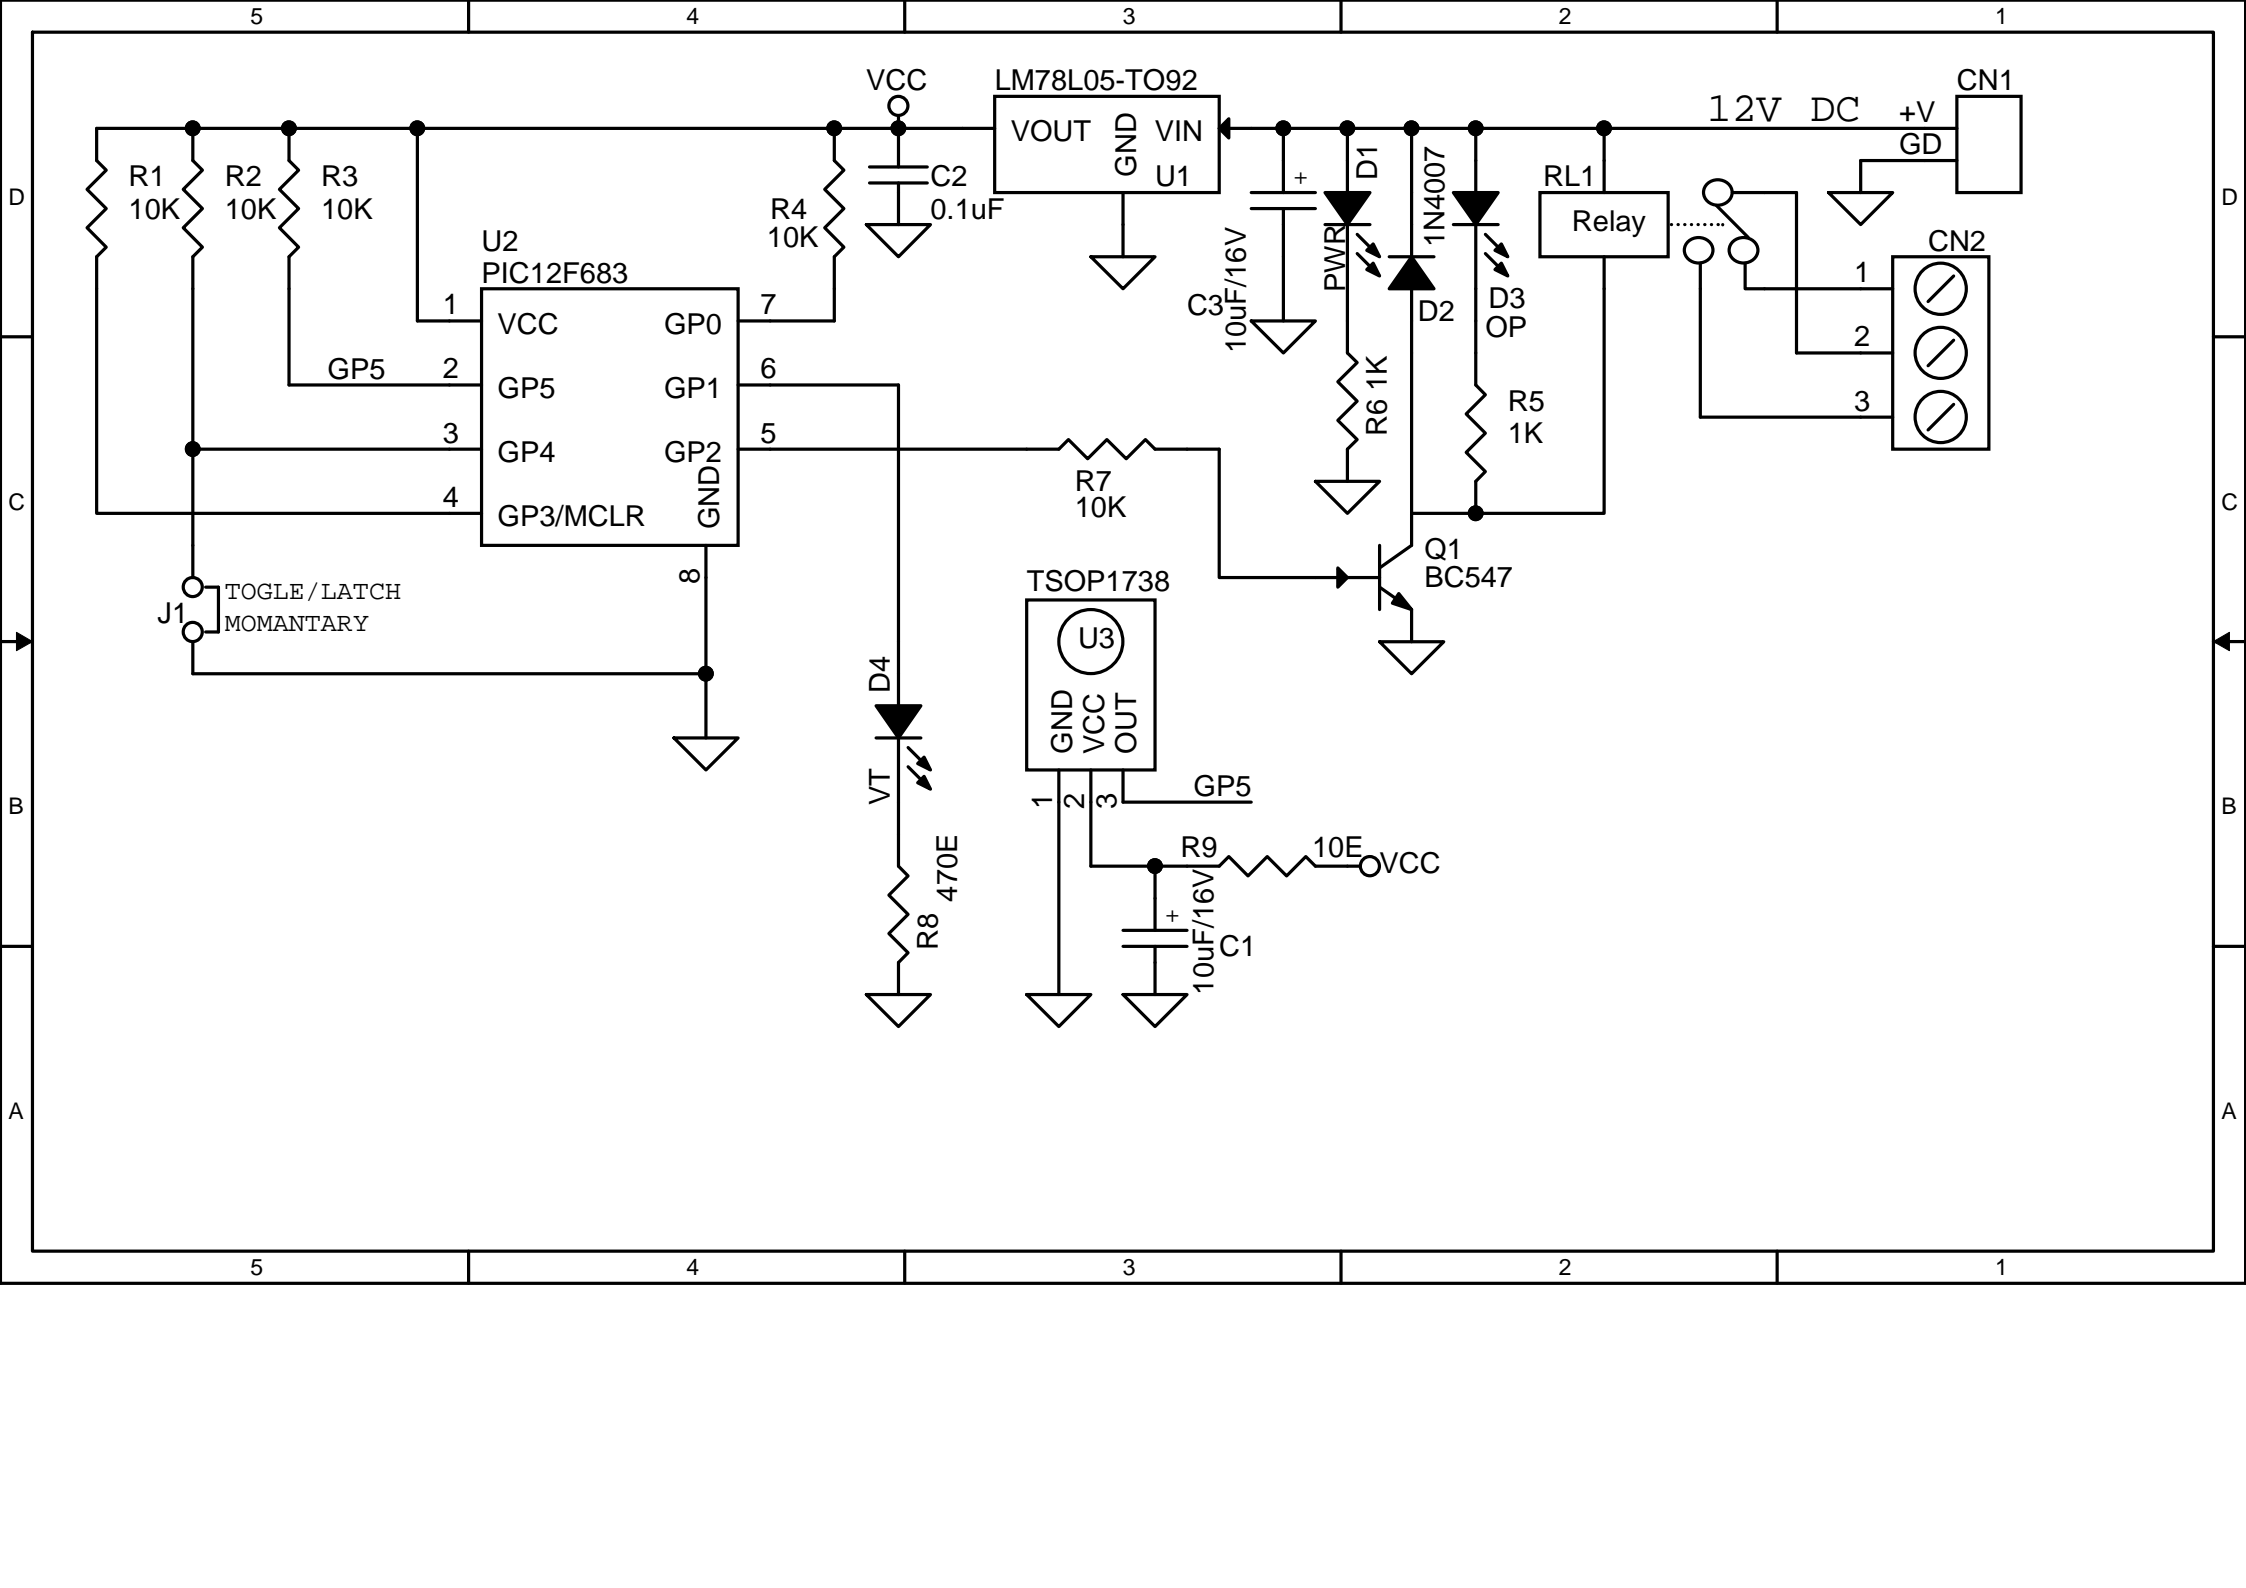 5 4 3 2 1
D
D
C
C
B
B
A
A
5 4 3 2 1
VCC
LM78L05-TO92
VOUT
GND
VIN
U1
12V DC
+V
GD
CN1
R1
10K
R2
10K
R3
10K
R4
10K
C2
0.1uF
C3
10uF/16V
+
D1
PWR
R6 1K
1N4007
D2
D3
OP
R5
1K
RL1
Relay
CN2
1
2
3
U2
PIC12F683
1
VCC
GP0
7
GP5
2
GP5
GP1
6
3
GP4
GP2
5
4
GP3/MCLR
GND
8
R7
10K
Q1
BC547
J1
TOGLE/LATCH
MOMANTARY
D4
VT
470E
R8
TSOP1738
U3
GND
VCC
OUT
1
2
3
GP5
R9
10E
VCC
+
10uF/16V
C1